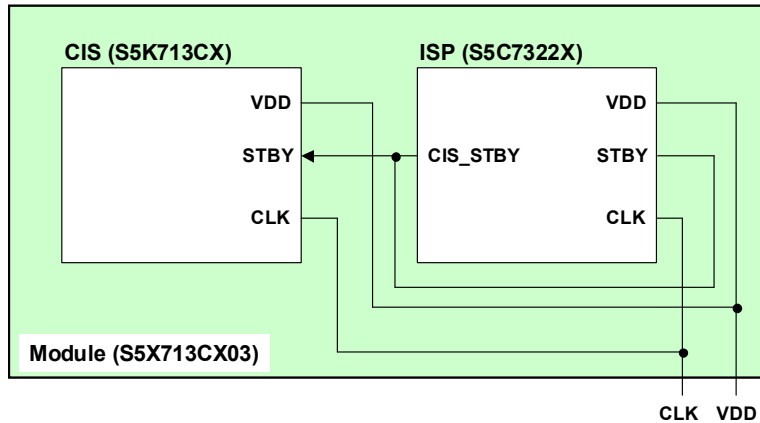 CIS (S5K713CX)
ISP (S5C7322X)
VDD
VDD
STBY
CIS_STBY
STBY
CLK
CLK
Module (S5X713CX03)
CLK VDD